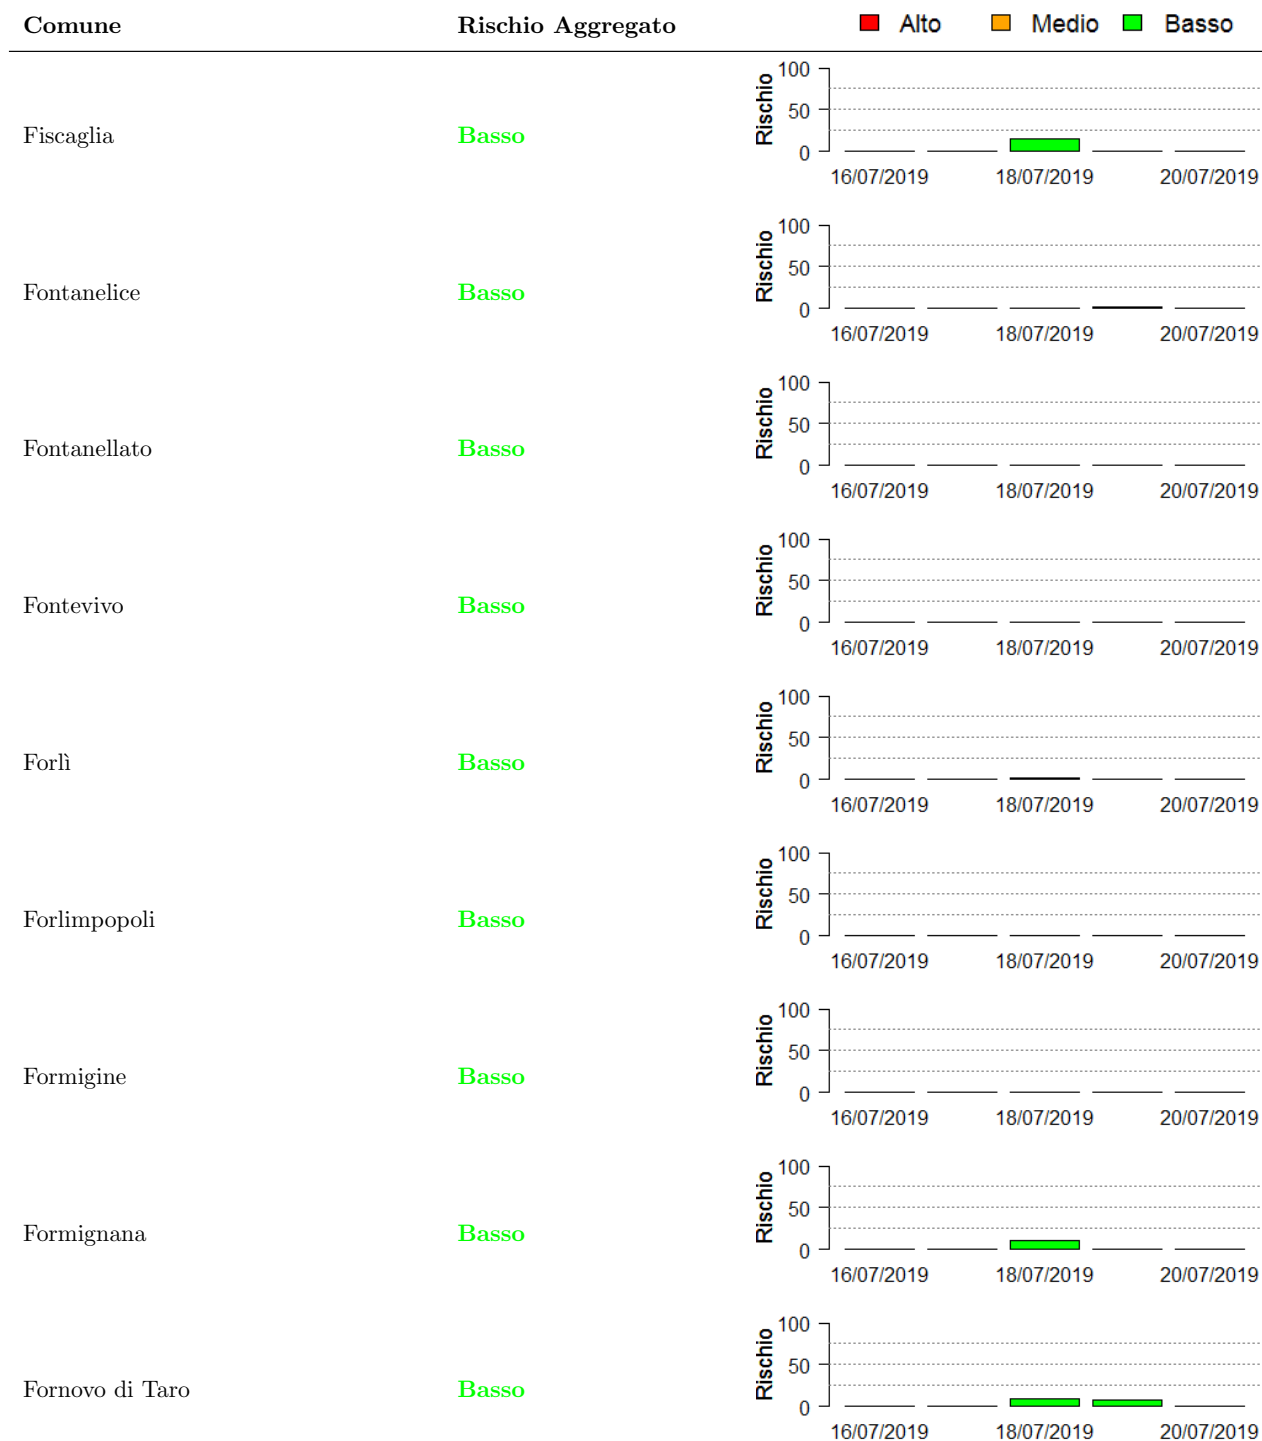 Comune Rischio Aggregato Alto Medio Basso
Fiscaglia Basso Rischio 100 50 0
16/07/2019 18/07/2019 20/07/2019
Fontanelice Basso Rischio 100 50 0
16/07/2019 18/07/2019 20/07/2019
Fontanellato Basso Rischio 100 50 0
16/07/2019 18/07/2019 20/07/2019
Fontevivo Basso Rischio 100 50 0
16/07/2019 18/07/2019 20/07/2019
Forlì Basso Rischio 100 50 0
16/07/2019 18/07/2019 20/07/2019
Forlimpopoli Basso Rischio 100 50 0
16/07/2019 18/07/2019 20/07/2019
Formigine Basso Rischio 100 50 0
16/07/2019 18/07/2019 20/07/2019
Formignana Basso Rischio 100 50 0
16/07/2019 18/07/2019 20/07/2019
Fornovo di Taro Basso Rischio 100 50 0
16/07/2019 18/07/2019 20/07/2019